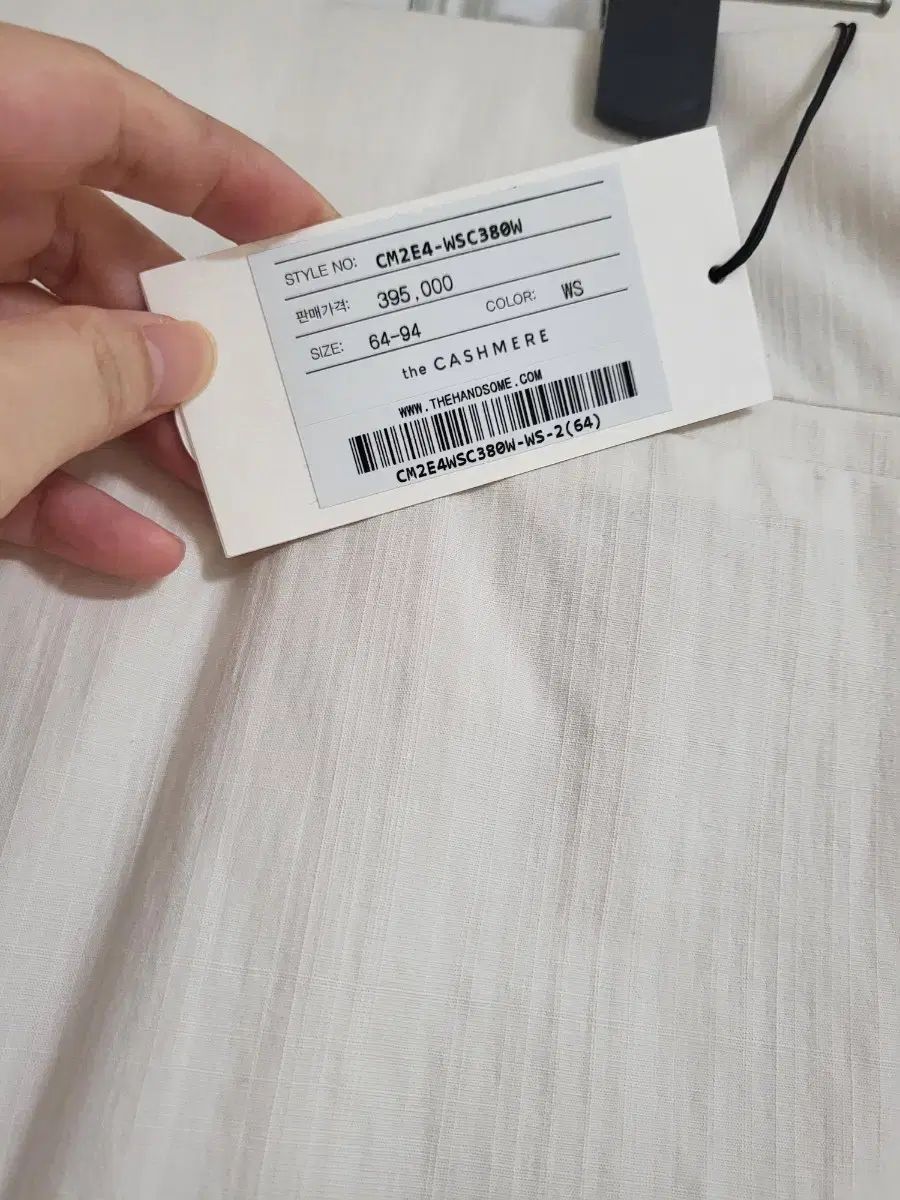 STYLE NO: CM2E4-WSC380W
판매가격: 395,000
SIZE: 64-94 COLOR: WS
the CASHMERE
WWW.THEHANDSOME.COM
CM2E4WSC380W-WS-2(64)